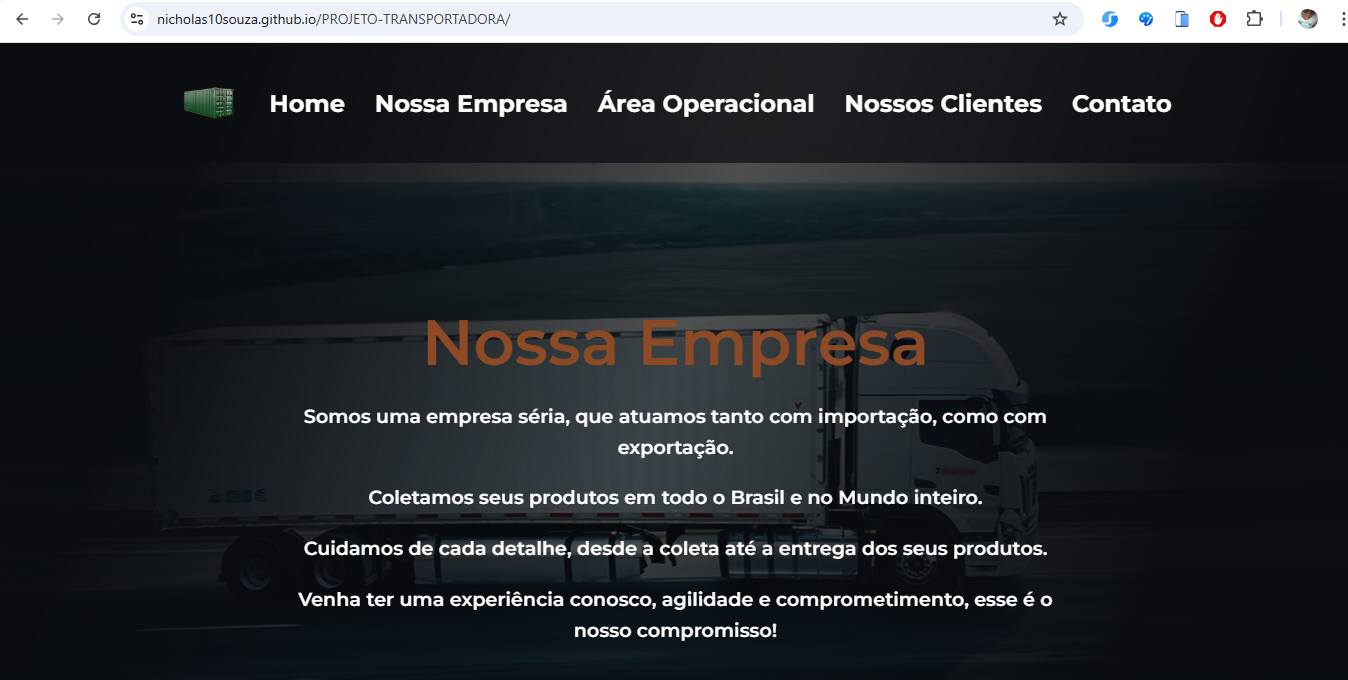 nicholas10souza.github.io/PROJETO-TRANSPORTADORA/
Home Nossa Empresa Área Operacional Nossos Clientes Contato
Nossa Empresa
Somos uma empresa séria, que atuamos tanto com importação, como com
exportação.
Coletamos seus produtos em todo o Brasil e no Mundo inteiro.
Cuidamos de cada detalhe, desde a coleta até a entrega dos seus produtos.
Venha ter uma experiência conosco, agilidade e comprometimento, esse é o
nosso compromisso!